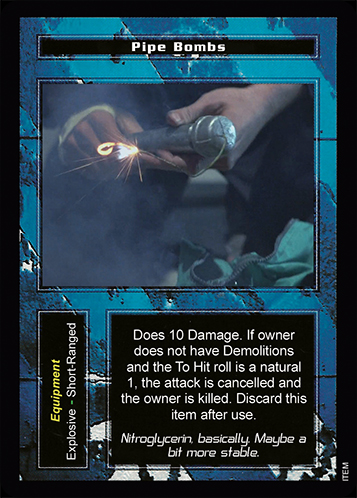 Pipe Bombs
Equipment
Explosive - Short-Ranged
Does 10 Damage. If owner
does not have Demolitions
and the To Hit roll is a natural
1, the attack is cancelled and
the owner is killed. Discard this
item after use.
Nitroglycerin, basically. Maybe a
bit more stable.
ITEM